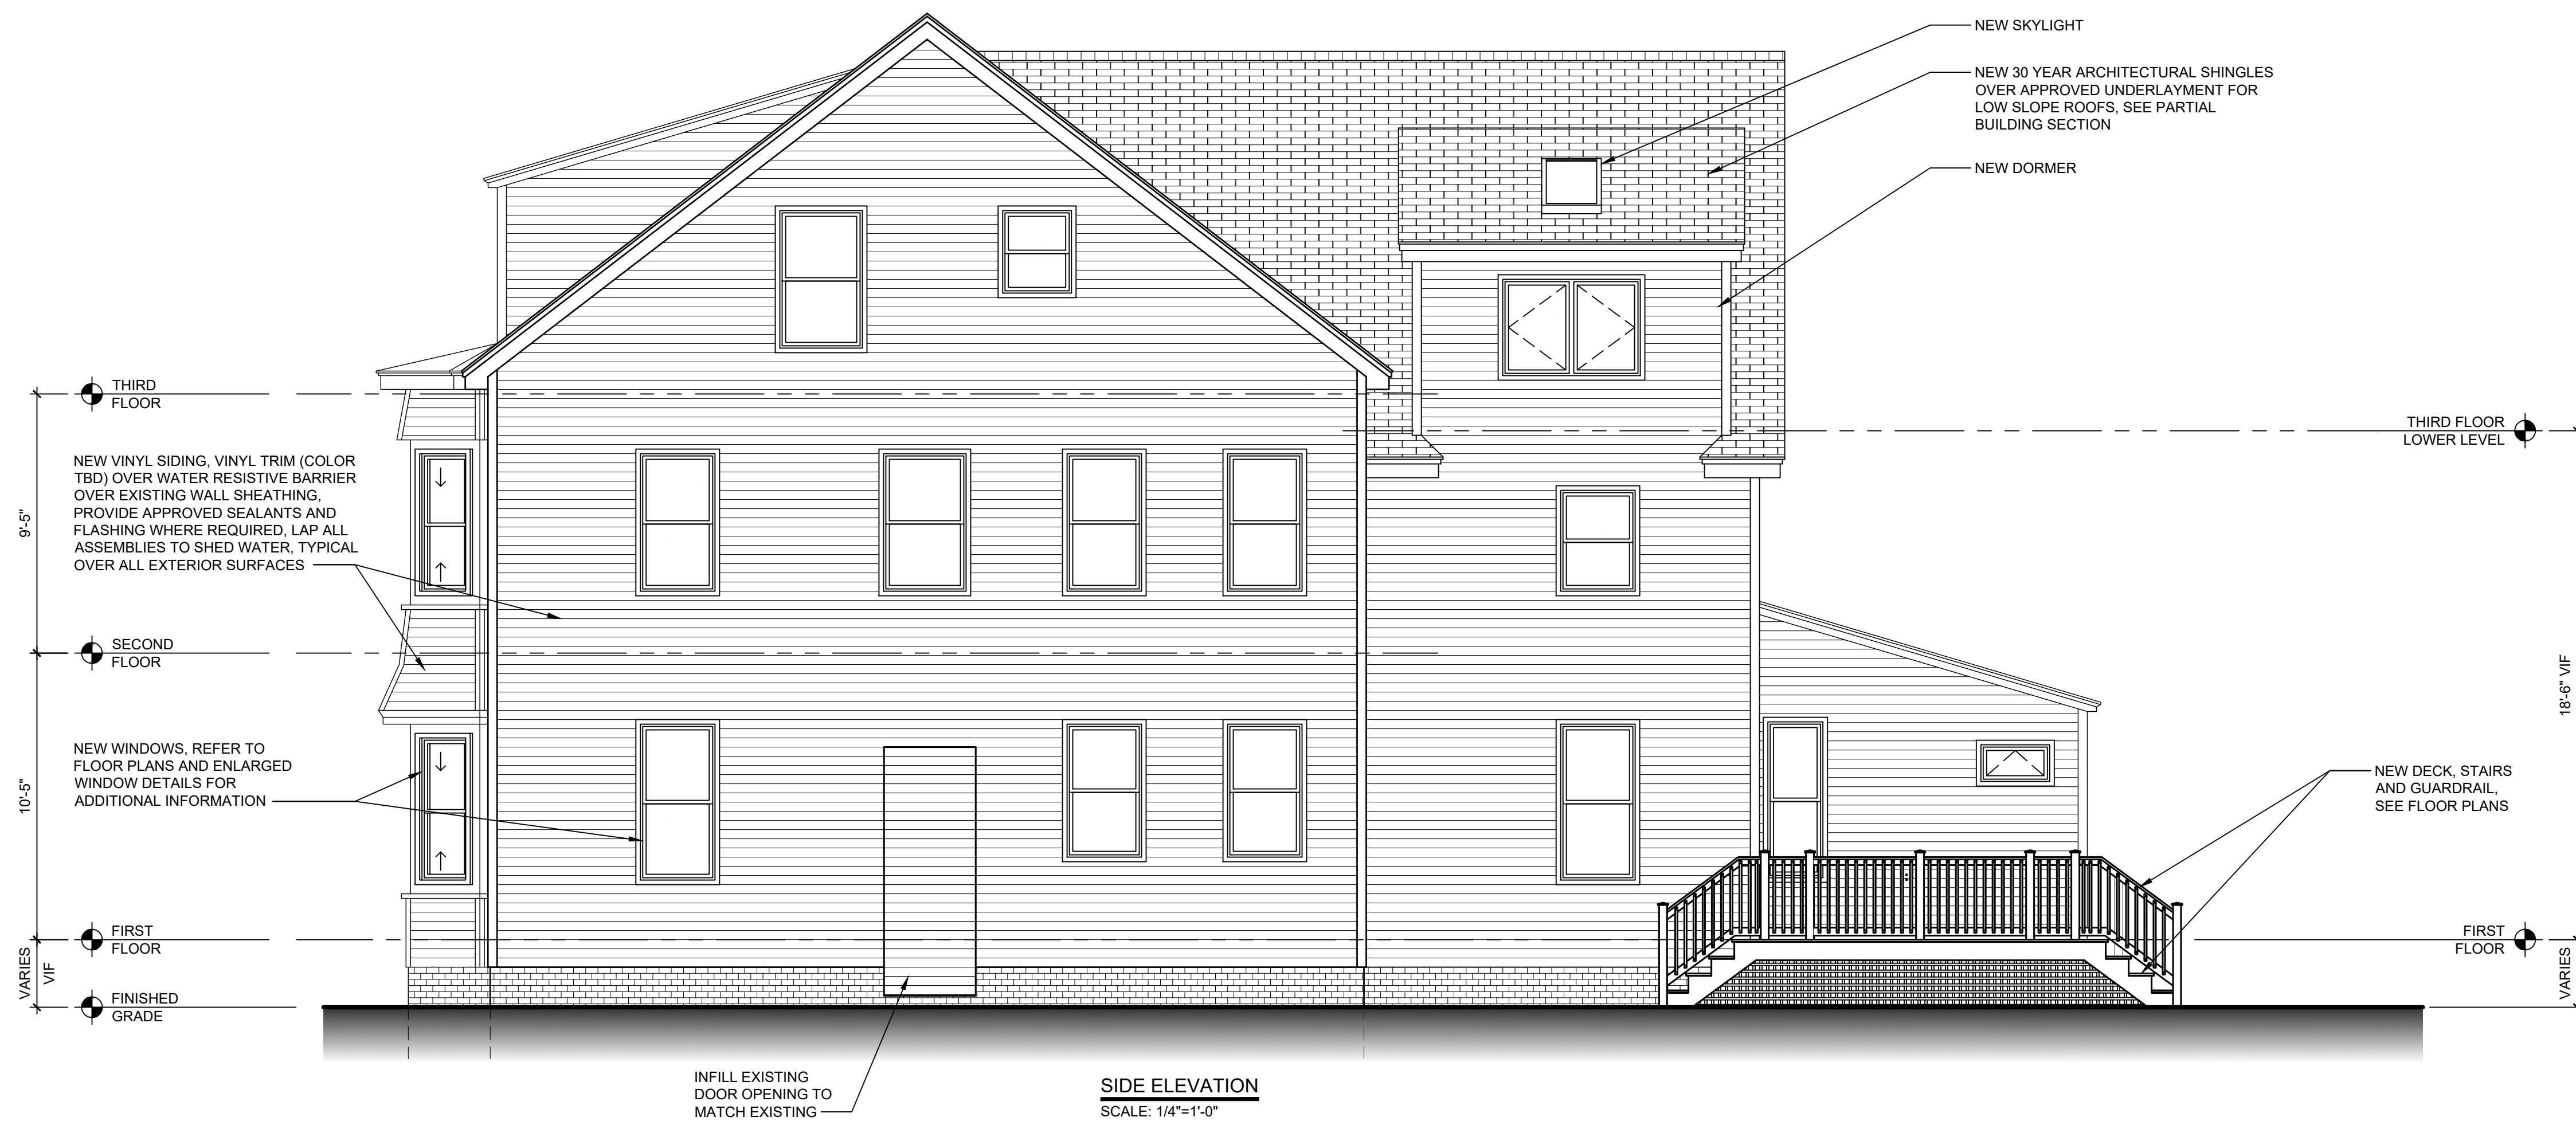 NEW SKYLIGHT
NEW 30 YEAR ARCHITECTURAL SHINGLES
OVER APPROVED UNDERLAYMENT FOR
LOW SLOPE ROOFS, SEE PARTIAL
BUILDING SECTION
NEW DORMER
THIRD
FLOOR
THIRD FLOOR
LOWER LEVEL
NEW VINYL SIDING, VINYL TRIM (COLOR
TBD) OVER WATER RESISTIVE BARRIER
OVER EXISTING WALL SHEATHING,
PROVIDE APPROVED SEALANTS AND
FLASHING WHERE REQUIRED, LAP ALL
ASSEMBLIES TO SHED WATER, TYPICAL
OVER ALL EXTERIOR SURFACES
9'-5"
SECOND
FLOOR
18'-6" VIF
NEW WINDOWS, REFER TO
FLOOR PLANS AND ENLARGED
WINDOW DETAILS FOR
ADDITIONAL INFORMATION
10'-5"
NEW DECK, STAIRS
AND GUARDRAIL,
SEE FLOOR PLANS
FIRST
FLOOR
FIRST
FLOOR
VARIES
VIF
VARIES
FINISHED
GRADE
INFILL EXISTING
DOOR OPENING TO
MATCH EXISTING
SIDE ELEVATION
SCALE: 1/4"=1'-0"